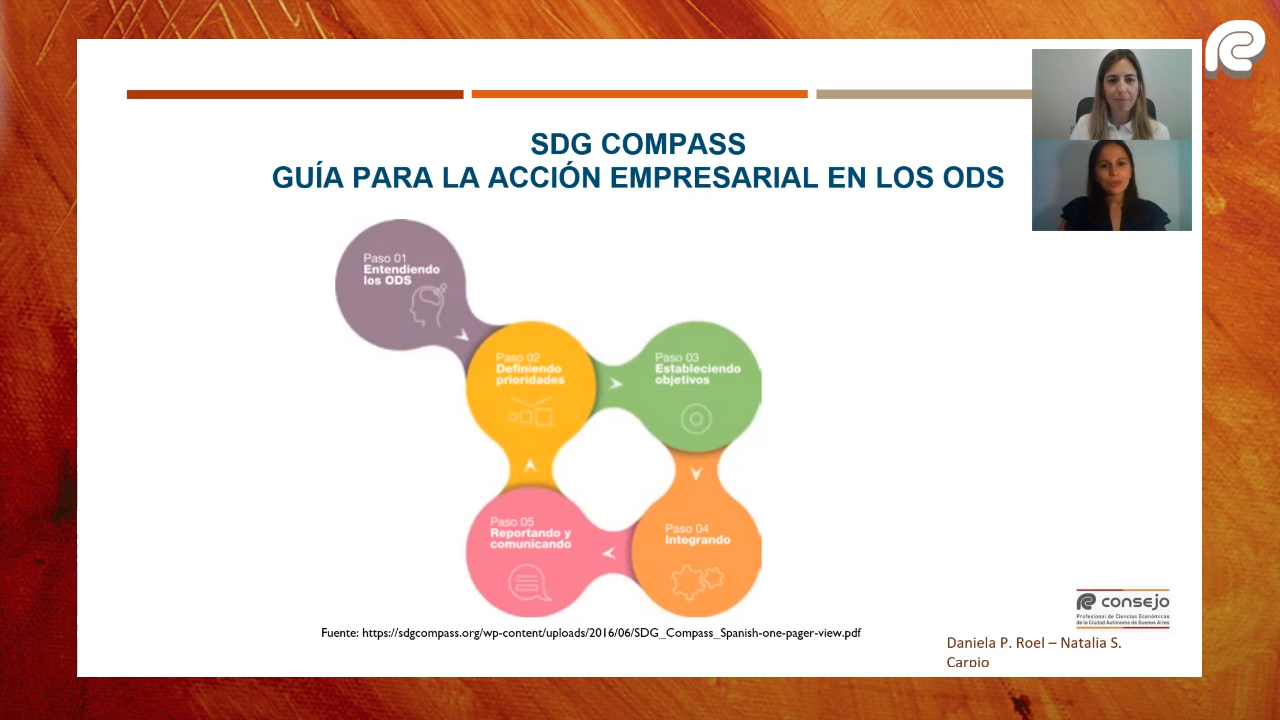 SDG COMPASS
GUÍA PARA LA ACCIÓN EMPRESARIAL EN LOS ODS
Paso 01
Entendiendo
los ODS
Paso 02
Definiendo
prioridades
Paso 03
Estableciendo
objetivos
Paso 04
Integrando
Paso 05
Reportando y
comunicando
Fuente: https://sdgcompass.org/wp-content/uploads/2016/06/SDG_Compass_Spanish-one-pager-view.pdf
consejo
Profesional de Ciencias Económicas
de la Ciudad Autónoma de Buenos Aires
Daniela P. Roel – Natalia S.
Carpio